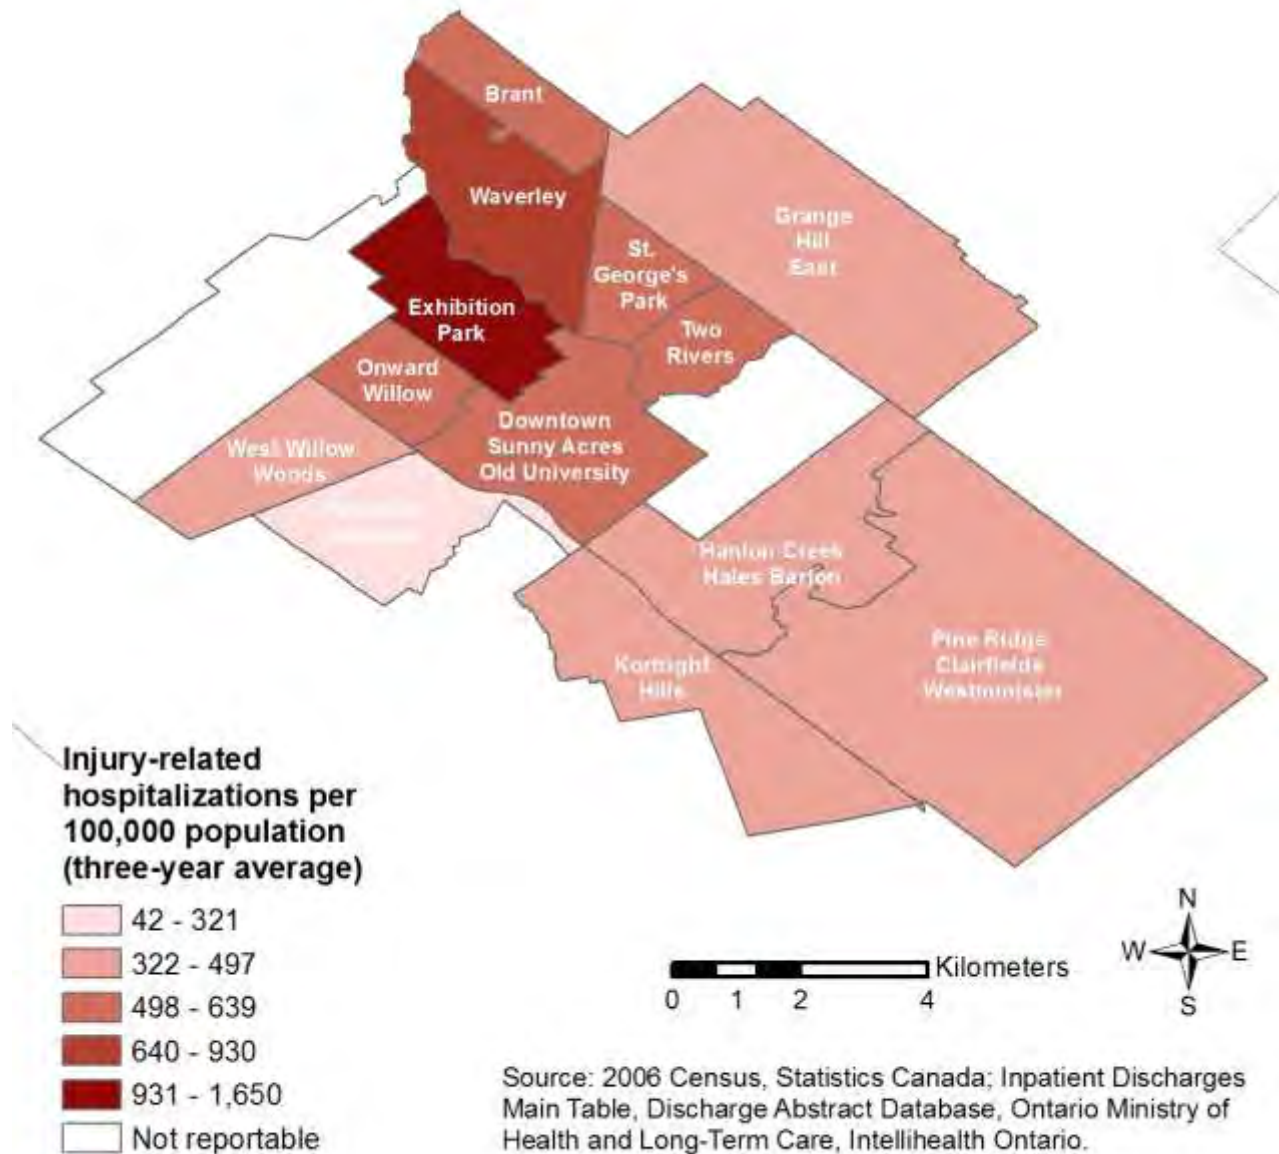 Brant
Waverley
Grange
Hill
East
St.
George's
Park
Exhibition
Park
Two
Rivers
Onward
Willow
Downtown
Sunny Acres
Old University
West Willow
Woods
Hanlon Creek
Hales Barton
Pine Ridge
Clairfields
Westminister
Kortright
Hills
Injury-related
hospitalizations per
100,000 population
(three-year average)
42 - 321
322 - 497
498 - 639
640 - 930
931 - 1,650
Not reportable
N
W
E
S
Kilometers
0 1 2 4
Source: 2006 Census, Statistics Canada; Inpatient Discharges
Main Table, Discharge Abstract Database, Ontario Ministry of
Health and Long-Term Care, Intellihealth Ontario.